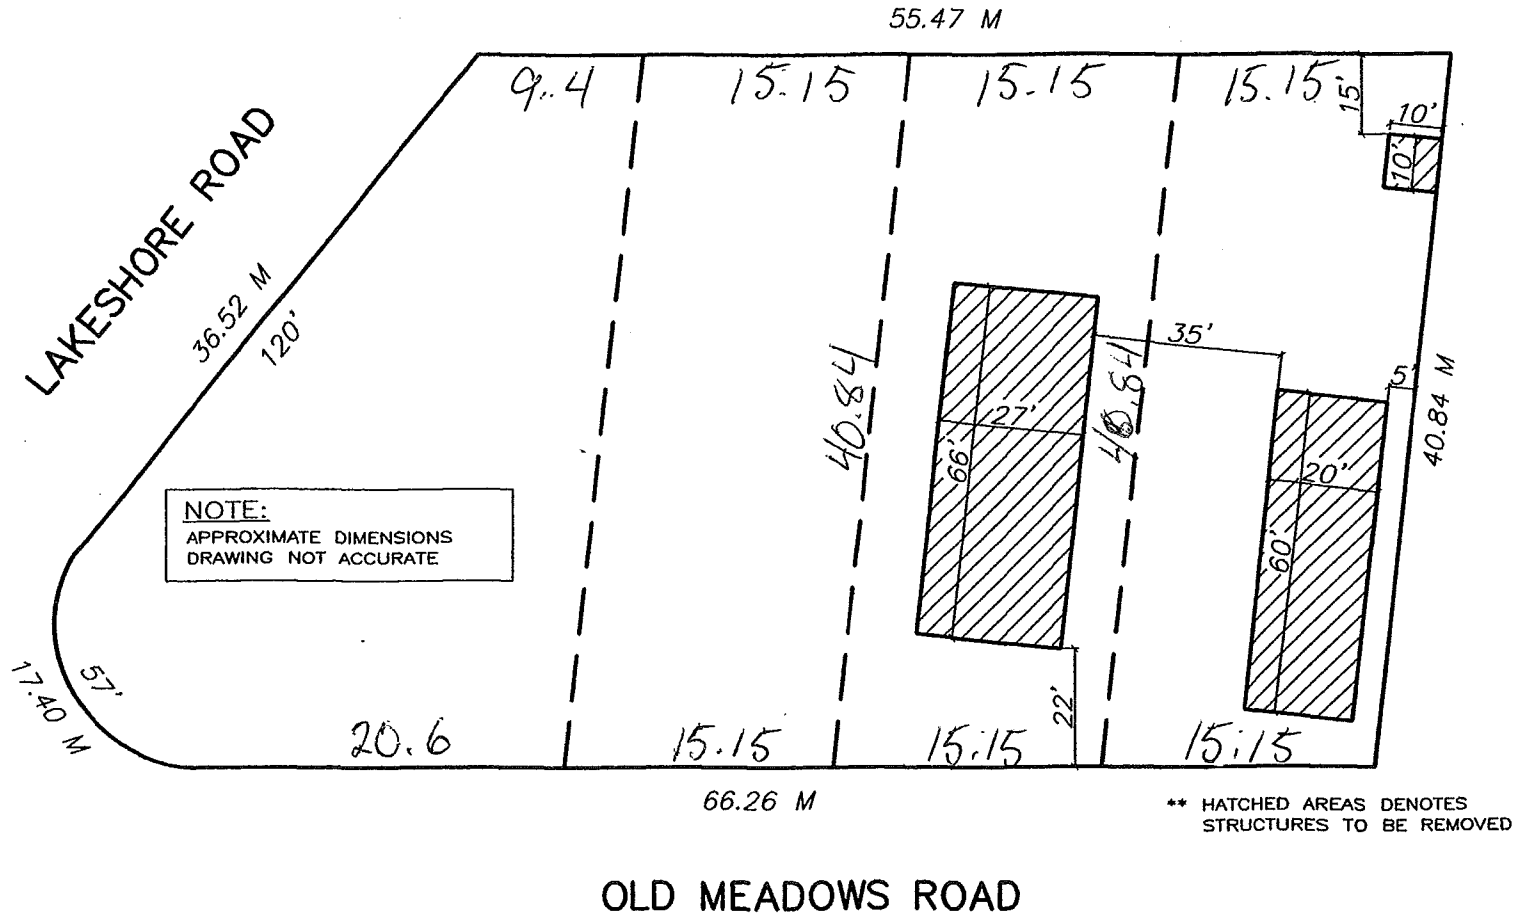 55.47 M
9.4
15.15
15.15
15.15
15'
10'
10'
LAKESHORE ROAD
36.52 M
120'
35'
5'
40.84
27'
66'
40.84
20'
60'
40.84 M
NOTE:
APPROXIMATE DIMENSIONS
DRAWING NOT ACCURATE
57'
17.40 M
22'
20.6
15.15
15.15
15.15
66.26 M
** HATCHED AREAS DENOTES
STRUCTURES TO BE REMOVED
OLD MEADOWS ROAD